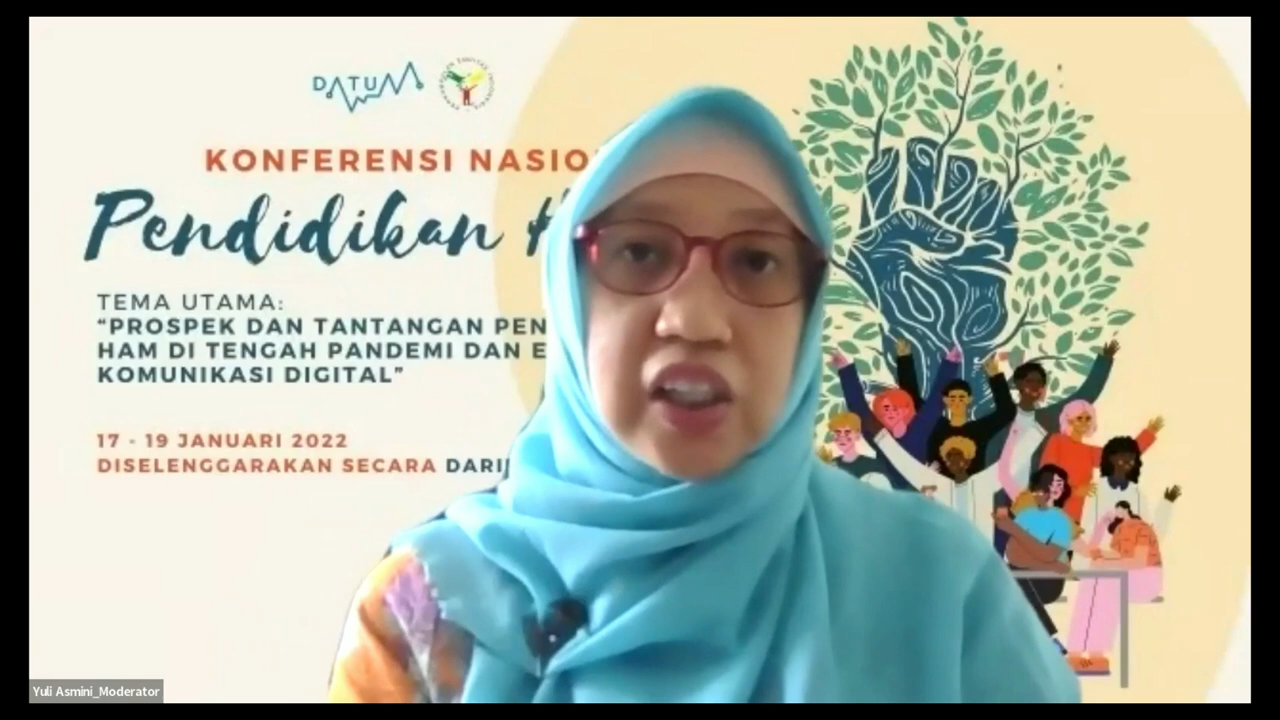 DATUM
KONFERENSI NASIO
Pendidikan H
TEMA UTAMA:
“PROSPEK DAN TANTANGAN PEN
HAM DI TENGAH PANDEMI DAN E
KOMUNIKASI DIGITAL”
17 - 19 JANUARI 2022
DISELENGGARAKAN SECARA DARI
Yuli Asmini_Moderator